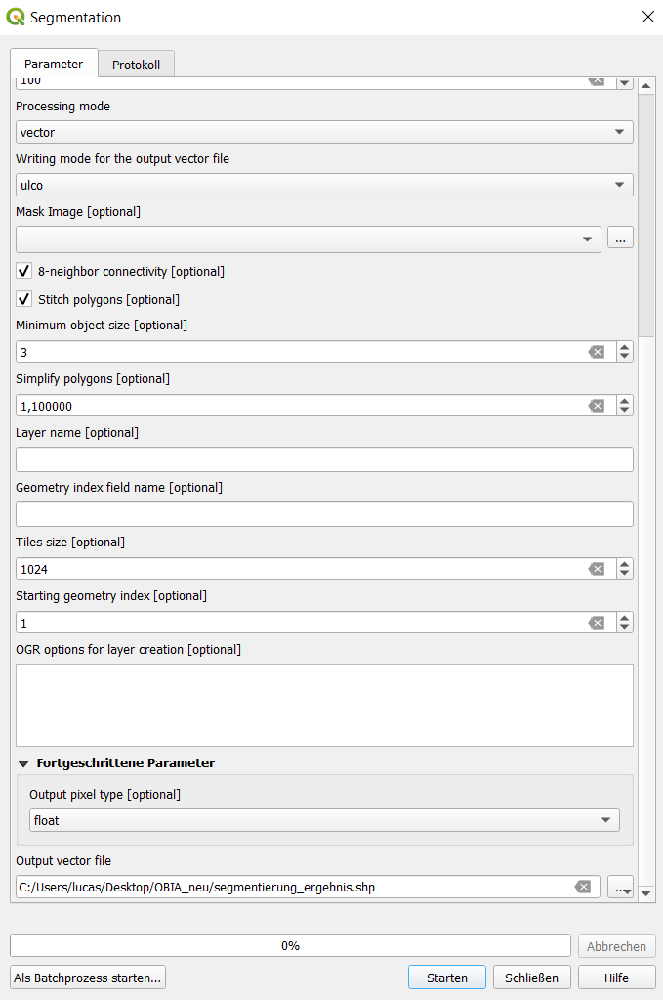 Segmentation
Parameter
Protokoll
100
Processing mode
vector
Writing mode for the output vector file
ulco
Mask Image [optional]
...
8-neighbor connectivity [optional]
Stitch polygons [optional]
Minimum object size [optional]
3
Simplify polygons [optional]
1,100000
Layer name [optional]
Geometry index field name [optional]
Tiles size [optional]
1024
Starting geometry index [optional]
1
OGR options for layer creation [optional]
Fortgeschrittene Parameter
Output pixel type [optional]
float
Output vector file
C:/Users/lucas/Desktop/OBIA_neu/segmentierung_ergebnis.shp
...
0%
Abbrechen
Als Batchprozess starten...
Starten
Schließen
Hilfe